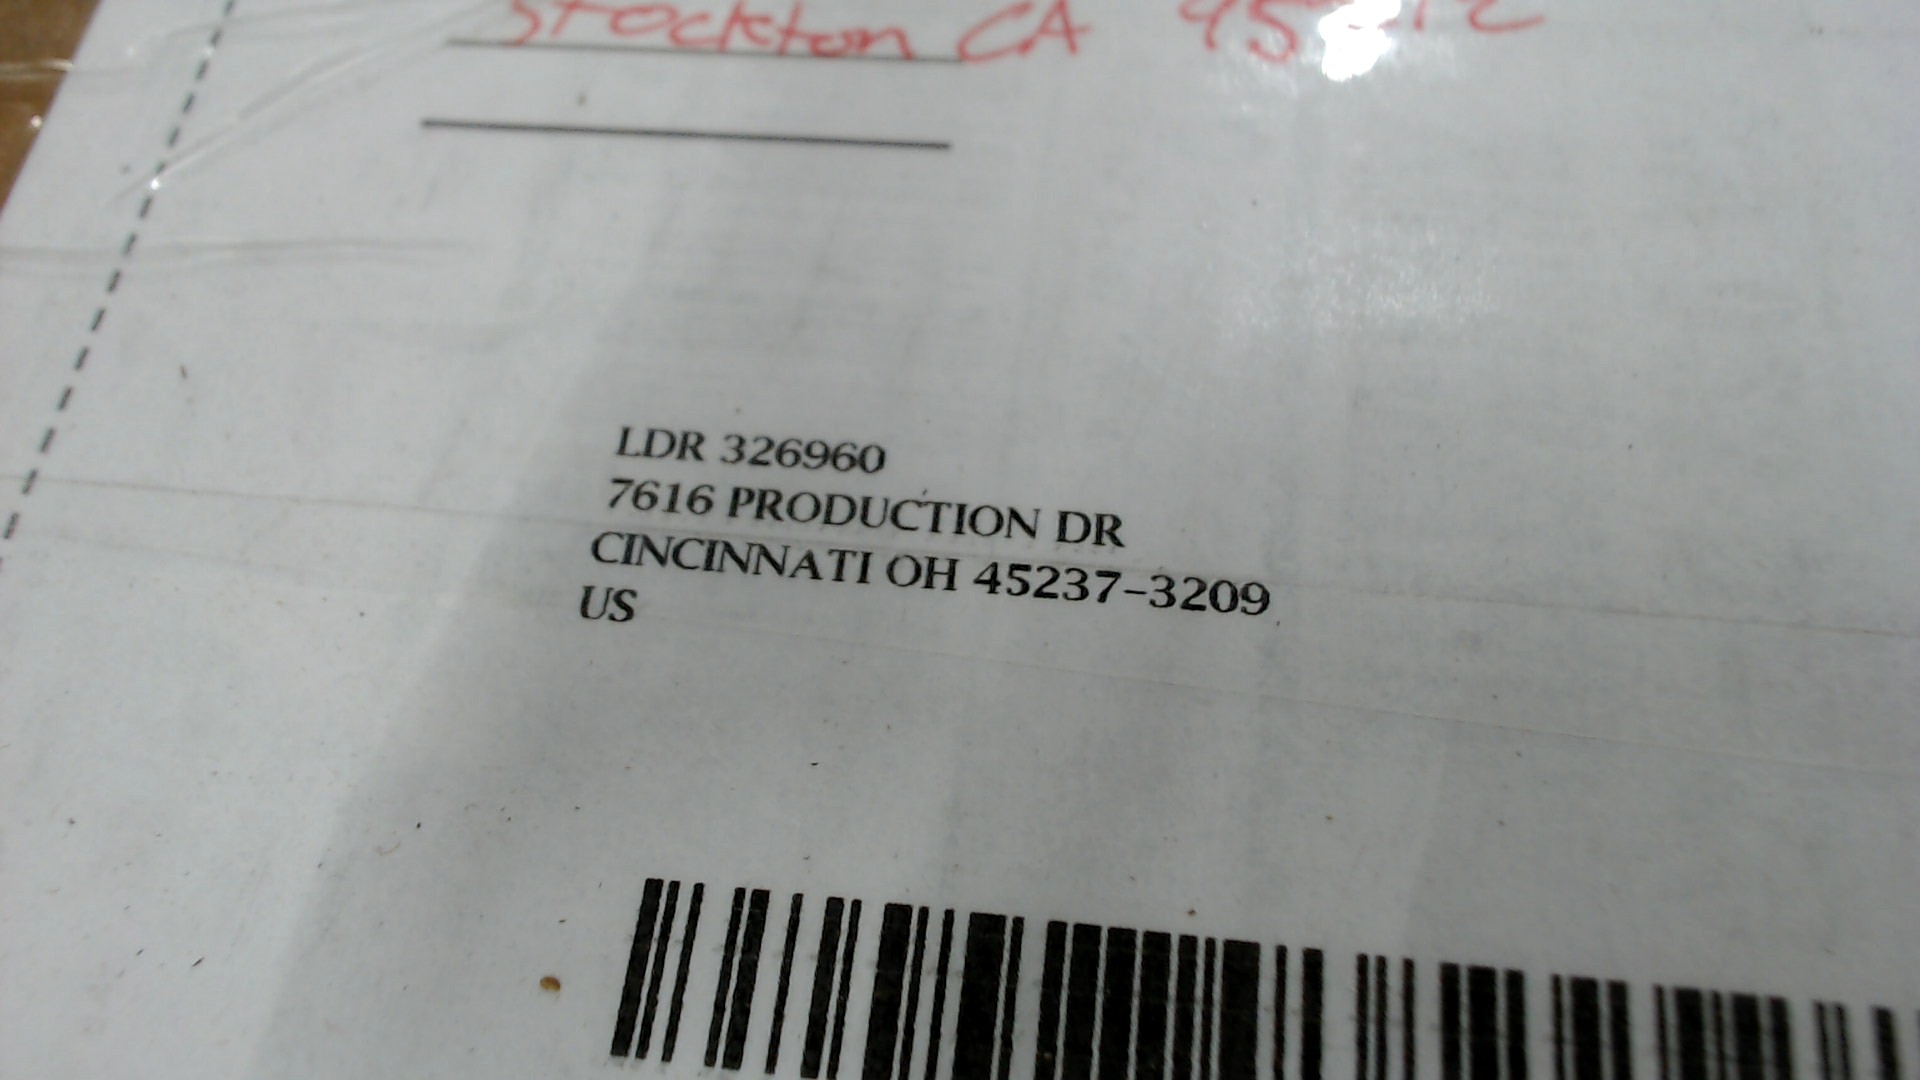 Stockton CA
LDR 326960
7616 PRODUCTION DR
CINCINNATI OH 45237-3209
US